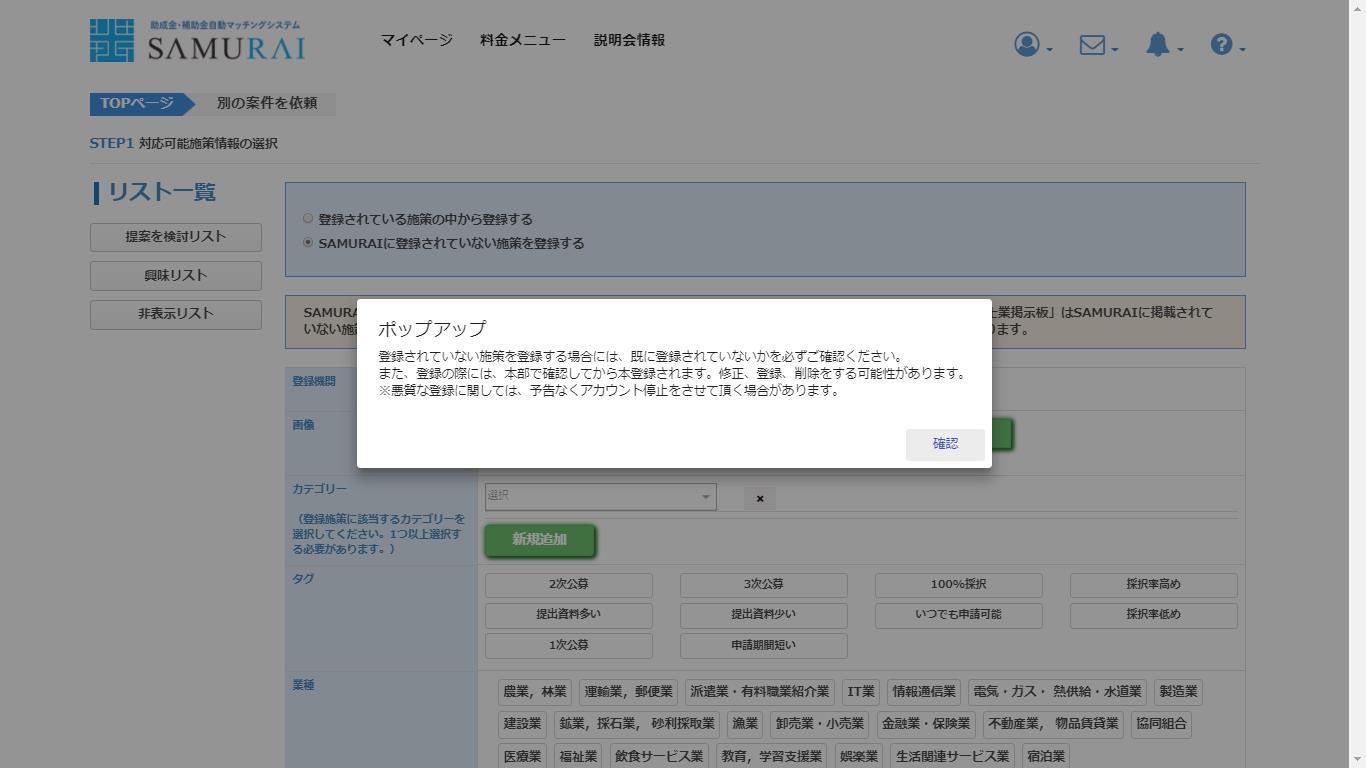 助成金・補助金自動マッチングシステム
SAMURAI
マイページ 料金メニュー 説明会情報
TOPページ 別の案件を依頼
STEP1 対応可能施策情報の選択
リスト一覧
提案を検討リスト
興味リスト
非表示リスト
登録されている施策の中から登録する
SAMURAIに登録されていない施策を登録する
業掲示板」はSAMURAIに掲載されて
いない施
ります。
ポップアップ
登録されていない施策を登録する場合には、既に登録されていないかを必ずご確認ください。
また、登録の際には、本部で確認してから本登録されます。修正、登録、削除をする可能性があります。
※悪質な登録に関しては、予告なくアカウント停止をさせて頂く場合があります。
確認
登録機関
画像
カテゴリー
（登録施策に該当するカテゴリーを
選択してください。1つ以上選択す
る必要があります。）
選択 ×
新規追加
タグ
2次公募 3次公募 100%採択 採択率高め
提出資料多い 提出資料少い いつでも申請可能 採択率低め
1次公募 申請期間短い
業種
農業，林業 運輸業，郵便業 派遣業・有料職業紹介業 IT業 情報通信業 電気・ガス・ 熱供給・水道業 製造業
建設業 鉱業，採石業， 砂利採取業 漁業 卸売業・小売業 金融業・保険業 不動産業， 物品賃貸業 協同組合
医療業 福祉業 飲食サービス業 教育，学習支援業 娯楽業 生活関連サービス業 宿泊業